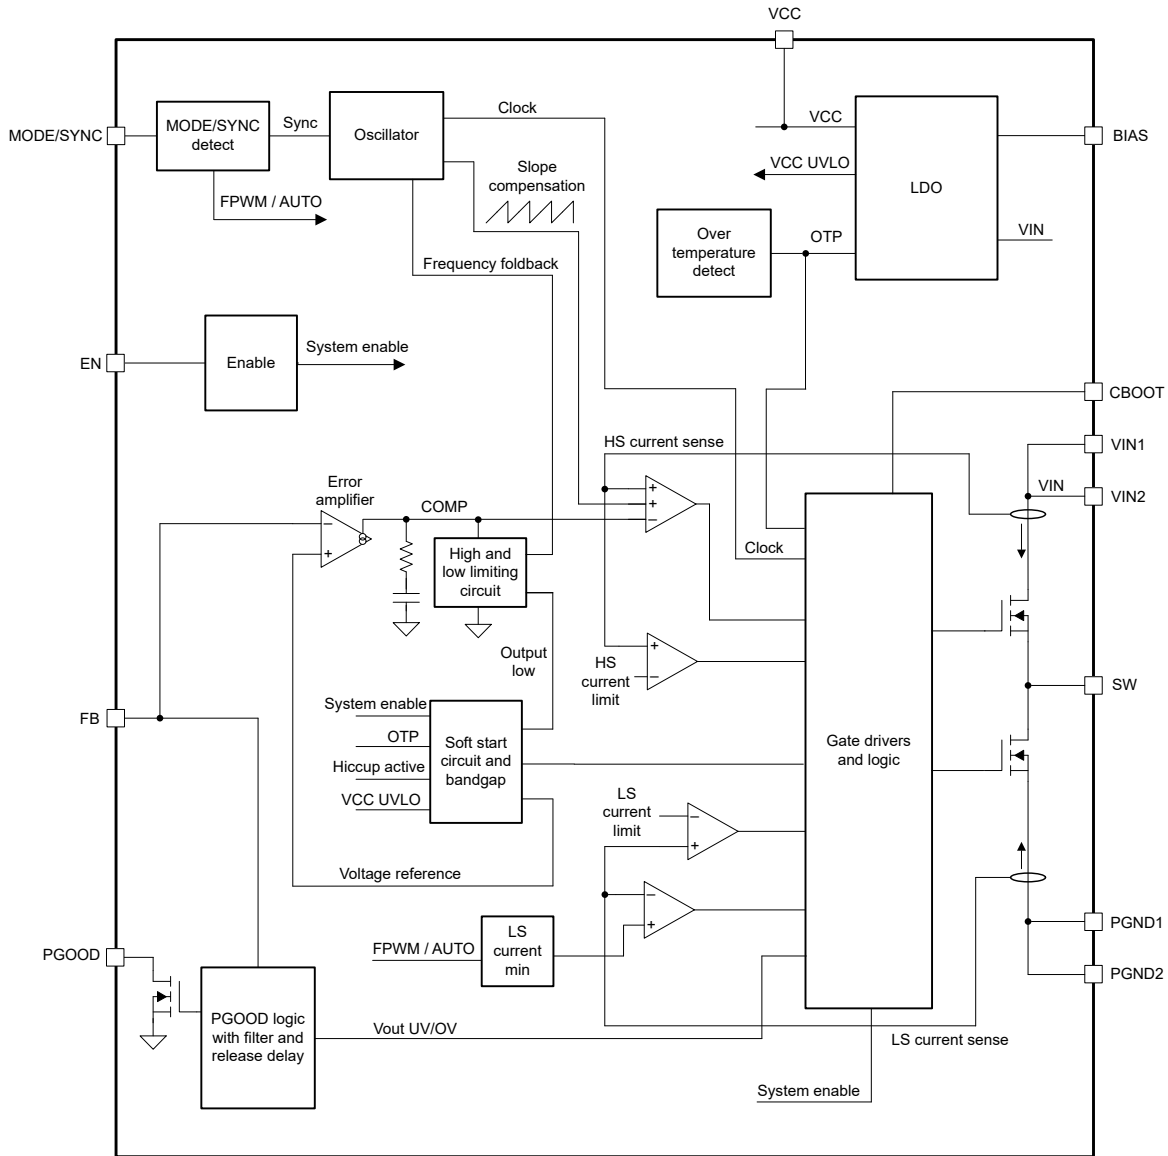 VCC
MODE/SYNC
MODE/SYNC
detect
Sync
Oscillator
Clock
VCC
VCC UVLO
LDO
BIAS
FPWM / AUTO
Slope
compensation
Over
temperature
detect
OTP
VIN
Frequency foldback
EN
Enable
System enable
CBOOT
HS current sense
VIN1
VIN
VIN2
Error
amplifier
COMP
−
+
+
+
−
High and
low limiting
circuit
Clock
Output
low
HS
current
limit
+
−
SW
FB
System enable
OTP
Hiccup active
VCC UVLO
Soft start
circuit and
bandgap
Gate drivers
and logic
LS
current
limit
−
+
Voltage reference
−
+
PGND1
PGOOD
FPWM / AUTO
LS
current
min
PGND2
PGOOD logic
with filter and
release delay
Vout UV/OV
LS current sense
System enable